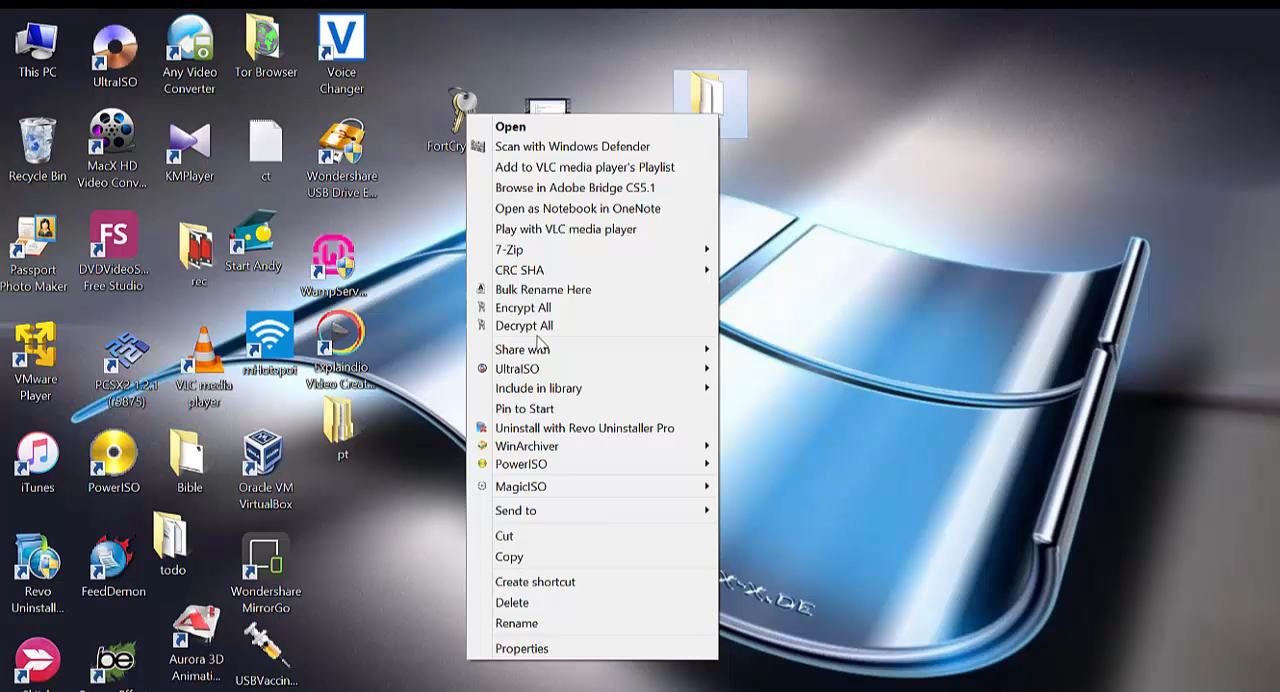 This PC
UltraISO
Any Video
Converter
Tor Browser
V
Voice
Changer
Recycle Bin
MacX HD
Video Conv...
KMPlayer
ct
Wondershare
USB Drive E...
Passport
Photo Maker
FS
DVDVideoS...
Free Studio
rec
Start Andy
WampServ...
VMware
Player
PCSX2 1.2.1
(r5875)
VLC media
player
mHotspot
Explaindio
Video Creat...
iTunes
PowerISO
Bible
Oracle VM
VirtualBox
pt
Revo
Uninstall...
FeedDemon
todo
Wondershare
MirrorGo
be
Aurora 3D
Animati...
USBVaccin...
FortCry
Open
Scan with Windows Defender
Add to VLC media player's Playlist
Browse in Adobe Bridge CS5.1
Open as Notebook in OneNote
Play with VLC media player
7-Zip
CRC SHA
Bulk Rename Here
Encrypt All
Decrypt All
Share with
UltraISO
Include in library
Pin to Start
Uninstall with Revo Uninstaller Pro
WinArchiver
PowerISO
MagicISO
Send to
Cut
Copy
Create shortcut
Delete
Rename
Properties
X-X.DE